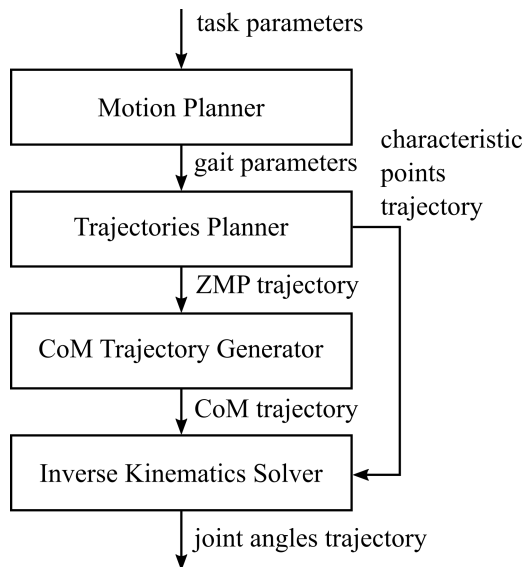 task parameters
Motion Planner
gait parameters
characteristic
points
trajectory
Trajectories Planner
ZMP trajectory
CoM Trajectory Generator
CoM trajectory
Inverse Kinematics Solver
joint angles trajectory